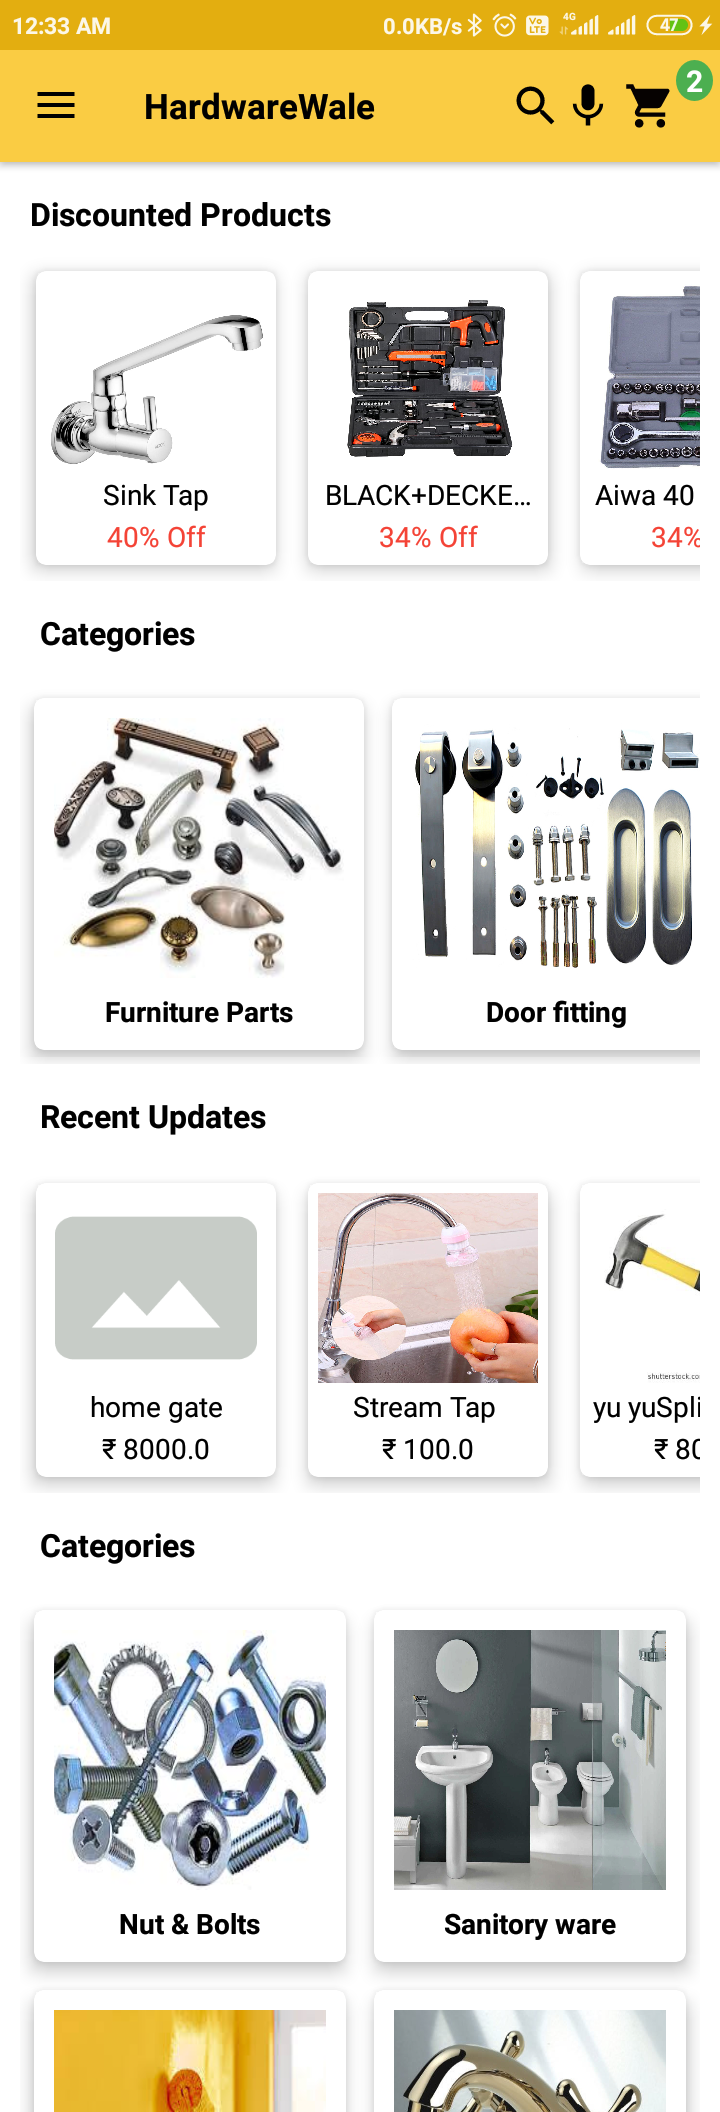 12:33 AM
0.0KB/s
Vo
LTE
4G
47
HardwareWale
2
Discounted Products
Sink Tap
BLACK+DECKE...
Aiwa 40
40% Off
34% Off
34%
Categories
Furniture Parts
Door fitting
Recent Updates
shutterstock.co
home gate
Stream Tap
yu yuSpli
₹ 8000.0
₹ 100.0
₹ 80
Categories
Nut & Bolts
Sanitory ware